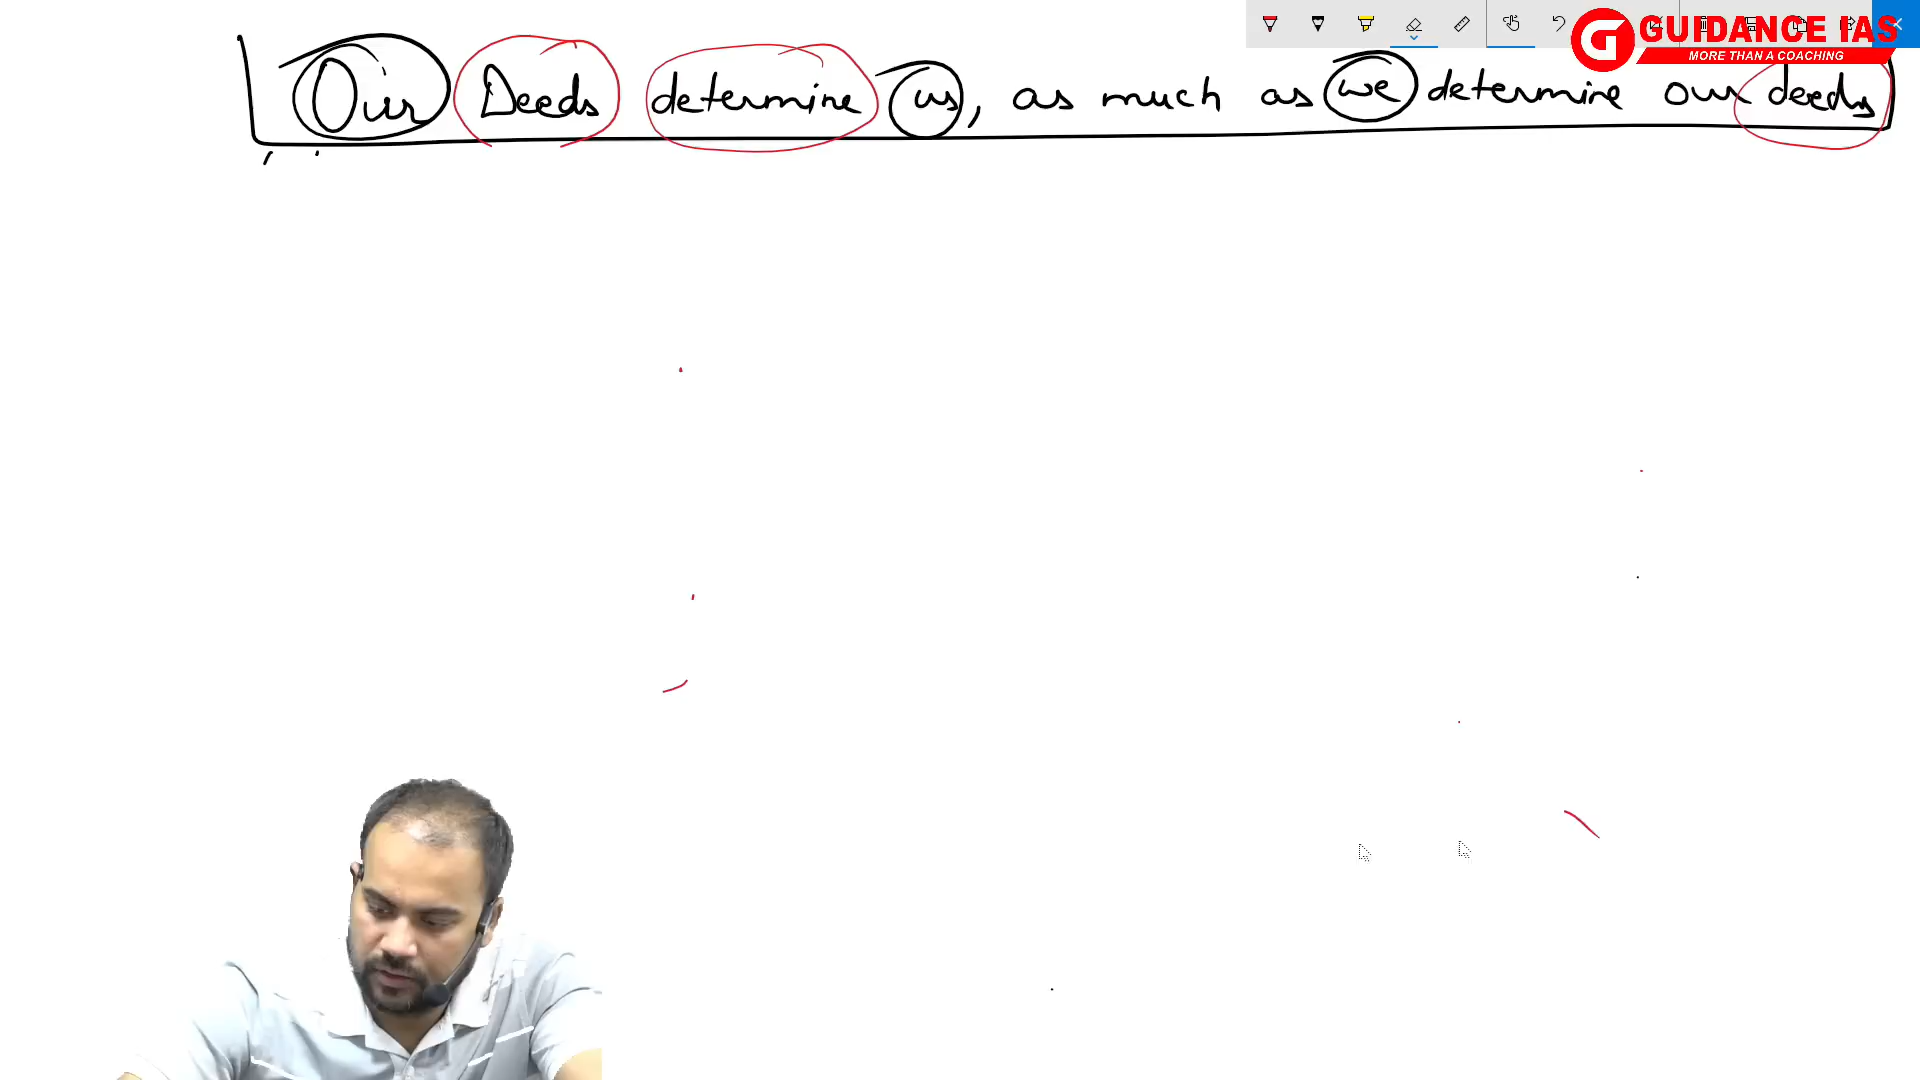 GUIDANCE IAS
MORE THAN A COACHING
Our Deeds determine us, as much as we determine our deeds